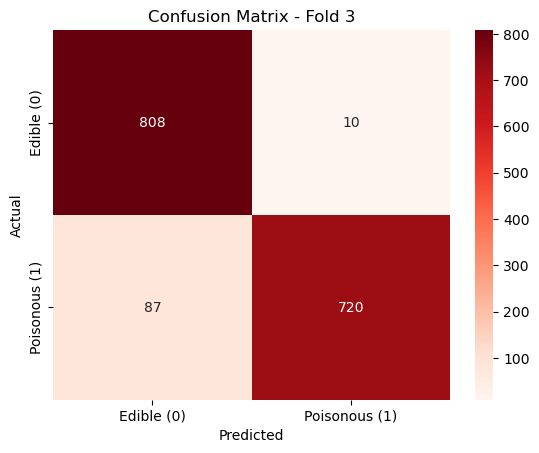 Confusion Matrix - Fold 3
Actual
Edible (0)
808
10
Poisonous (1)
87
720
Edible (0)
Poisonous (1)
Predicted
800
700
600
500
400
300
200
100